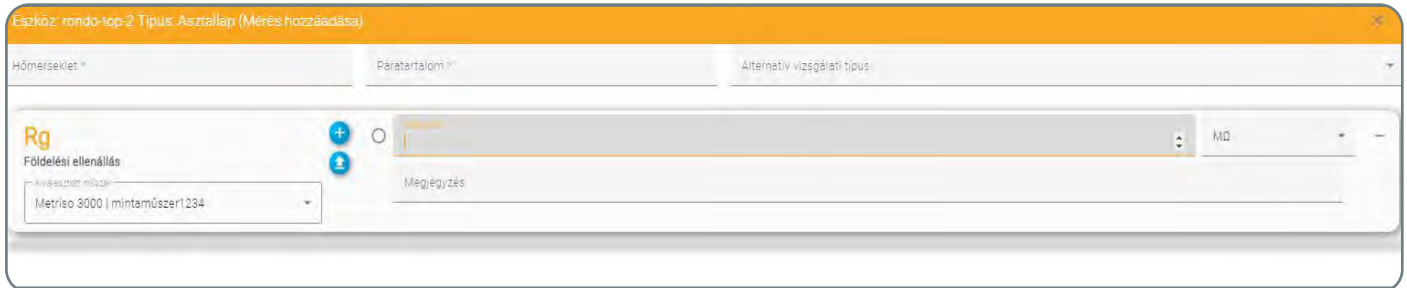 Eszköz: rondo-top-2 Típus: Asztallap (Mérés hozzáadása)
Hőmérséklet *
Páratartalom *
Alternatív vizsgálati típus
Rg
Földelési ellenállás
Kiválasztott műszer
Metriso 3000 | mintaműszer1234
MΩ
Megjegyzés